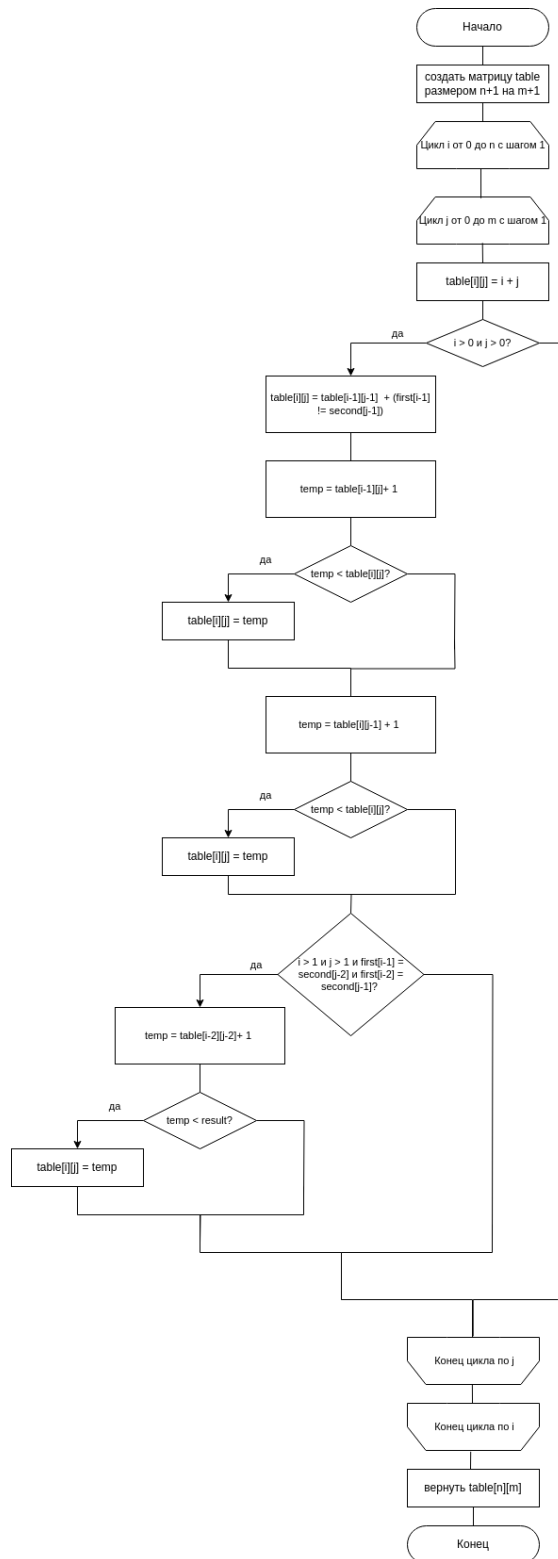 Начало
создать матрицу table
размером n+1 на m+1
Цикл i от 0 до n с шагом 1
Цикл j от 0 до m с шагом 1
table[i][j] = i + j
i > 0 и j > 0?
да
table[i][j] = table[i-1][j-1] + (first[i-1]
!= second[j-1])
temp = table[i-1][j]+ 1
temp < table[i][j]?
да
table[i][j] = temp
temp = table[i][j-1] + 1
temp < table[i][j]?
да
table[i][j] = temp
i > 1 и j > 1 и first[i-1] =
second[j-2] и first[i-2] =
second[j-1]?
да
temp = table[i-2][j-2]+ 1
temp < result?
да
table[i][j] = temp
Конец цикла по j
Конец цикла по i
вернуть table[n][m]
Конец